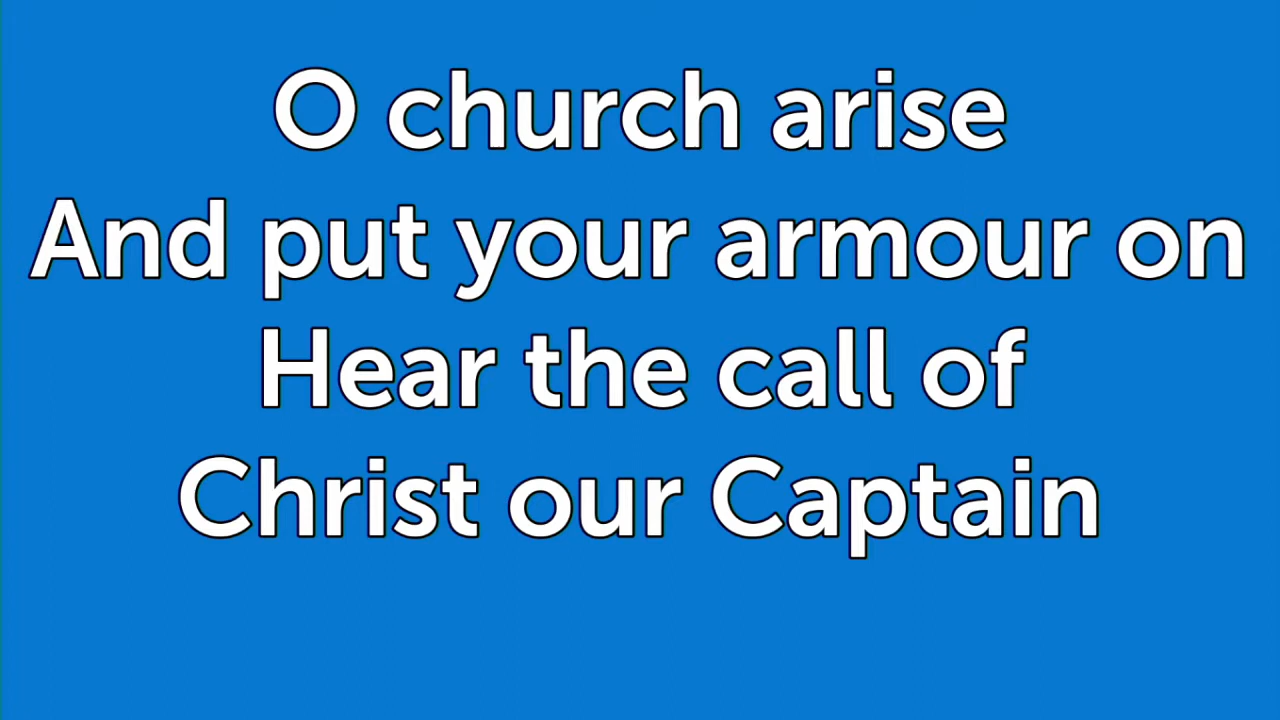 O church arise
And put your armour on
Hear the call of
Christ our Captain